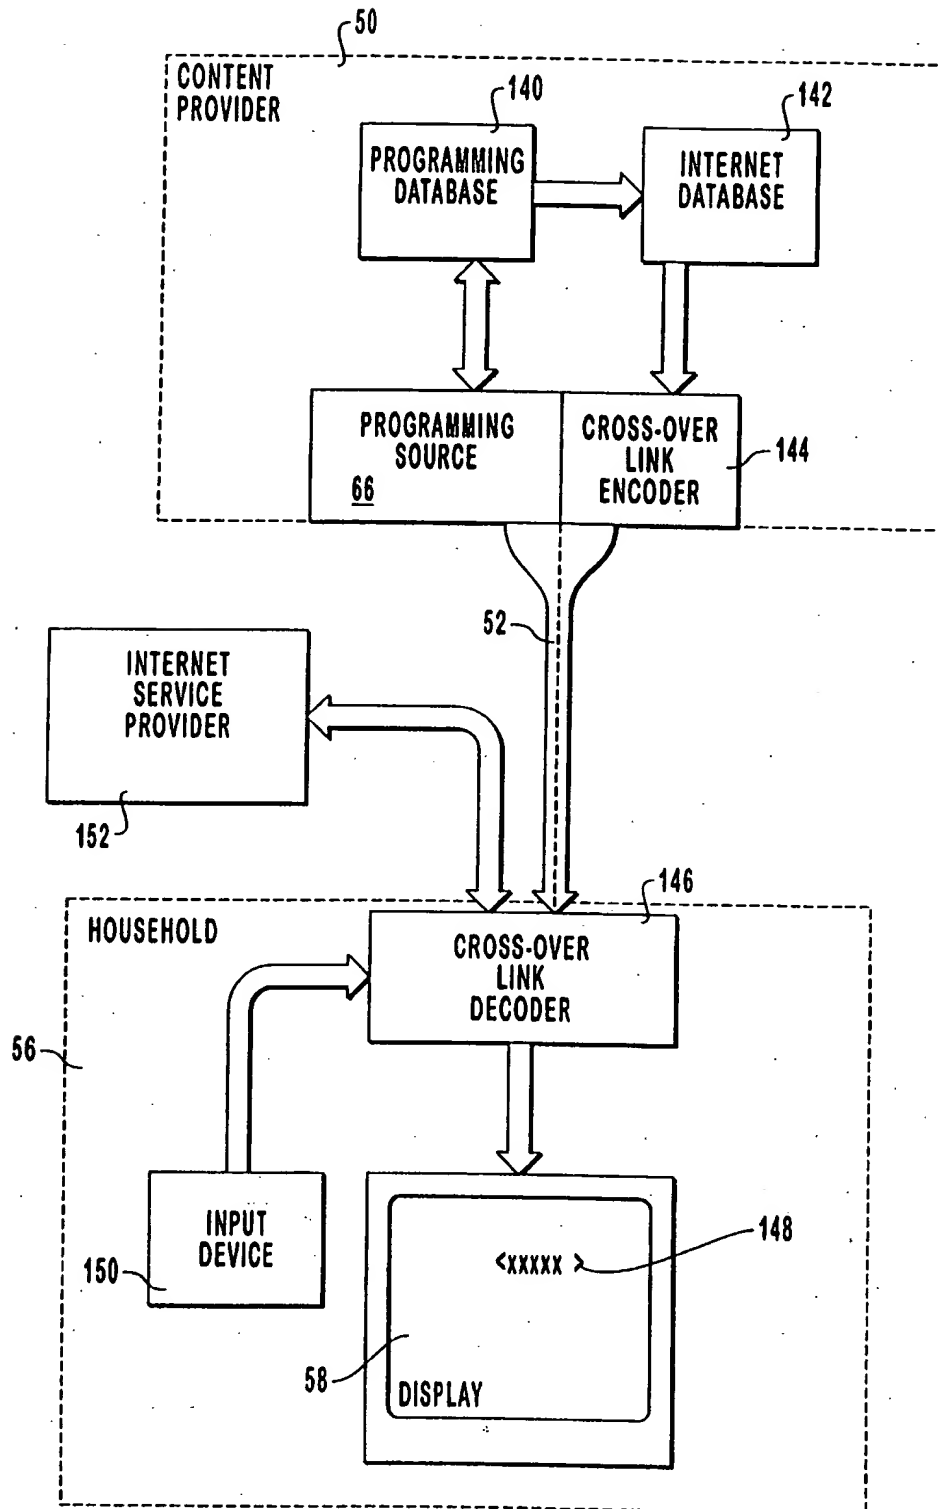 50
CONTENT
PROVIDER
140
142
PROGRAMMING
DATABASE
INTERNET
DATABASE
PROGRAMMING
SOURCE
66
CROSS-OVER
LINK
ENCODER
144
52
INTERNET
SERVICE
PROVIDER
152
146
HOUSEHOLD
CROSS-OVER
LINK
DECODER
56
INPUT
DEVICE
150
<xxxxx >
148
58
DISPLAY